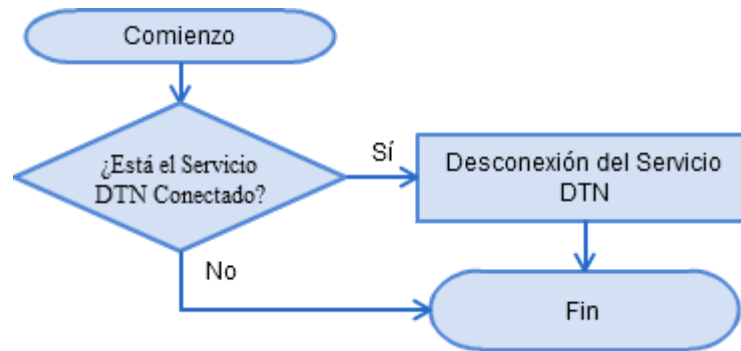 Comienzo
¿Está el Servicio
DTN Conectado?
Sí
Desconexión del Servicio
DTN
No
Fin